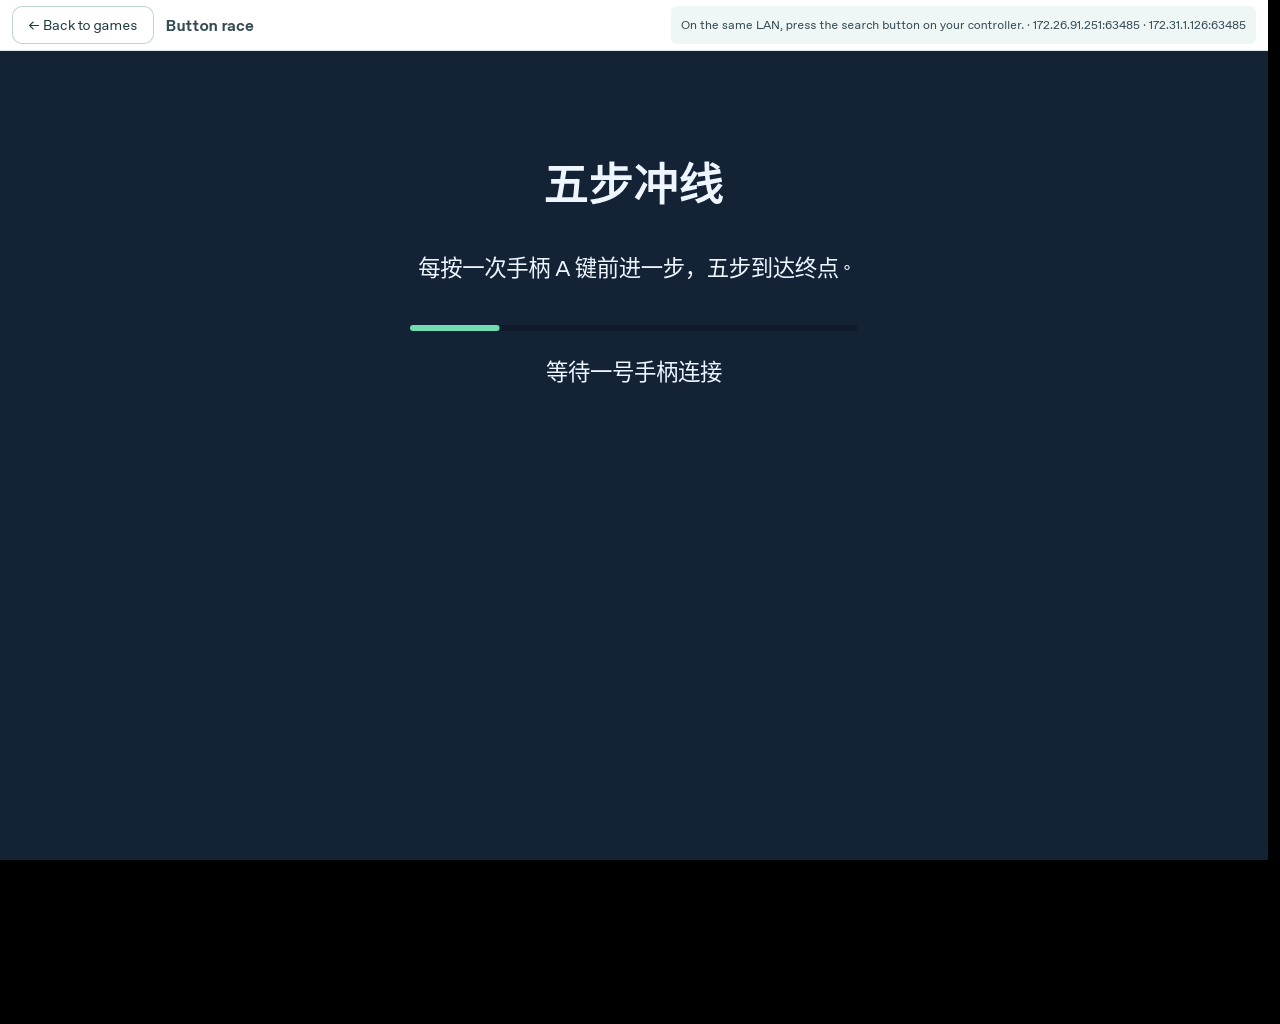 ← Back to games
Button race
On the same LAN, press the search button on your controller. · 172.26.91.251:63485 · 172.31.1.126:63485
五步冲线
每按一次手柄 A 键前进一步，五步到达终点。
等待一号手柄连接